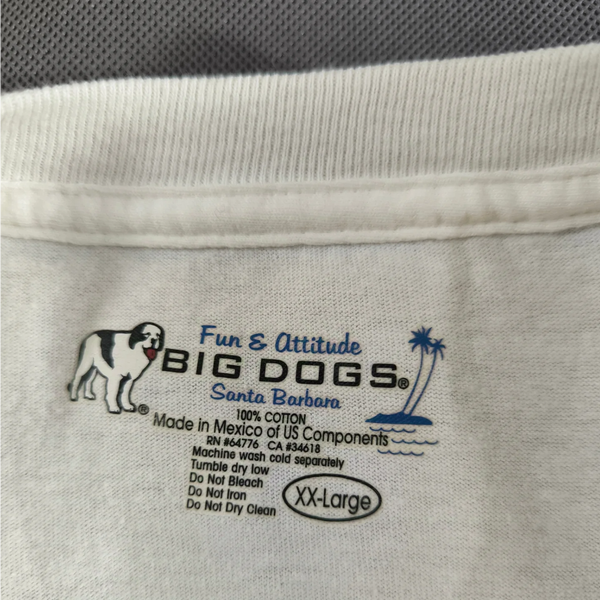 Fun & Attitude
BIG DOGS®
Santa Barbara
®
100% COTTON
Made in Mexico of US Components
RN #64776 CA #34618
Machine wash cold separately
Tumble dry low
Do Not Bleach
Do Not Iron
Do Not Dry Clean
XX-Large